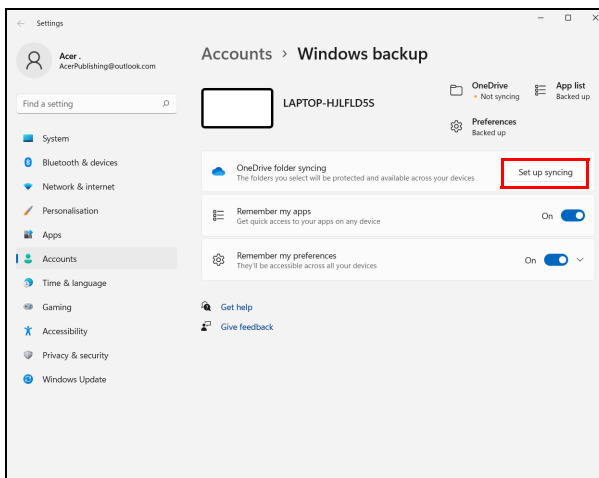 Settings
Acer .
AcerPublishing@outlook.com
Find a setting
System
Bluetooth & devices
Network & internet
Personalisation
Apps
Accounts
Time & language
Gaming
Accessibility
Privacy & security
Windows Update
Accounts > Windows backup
LAPTOP-HJLFLD5S
OneDrive
• Not syncing
App list
Backed up
Preferences
Backed up
OneDrive folder syncing
The folders you select will be protected and available across your devices
Set up syncing
Remember my apps
Get quick access to your apps on any device
On
Remember my preferences
They'll be accessible across all your devices
On
Get help
Give feedback